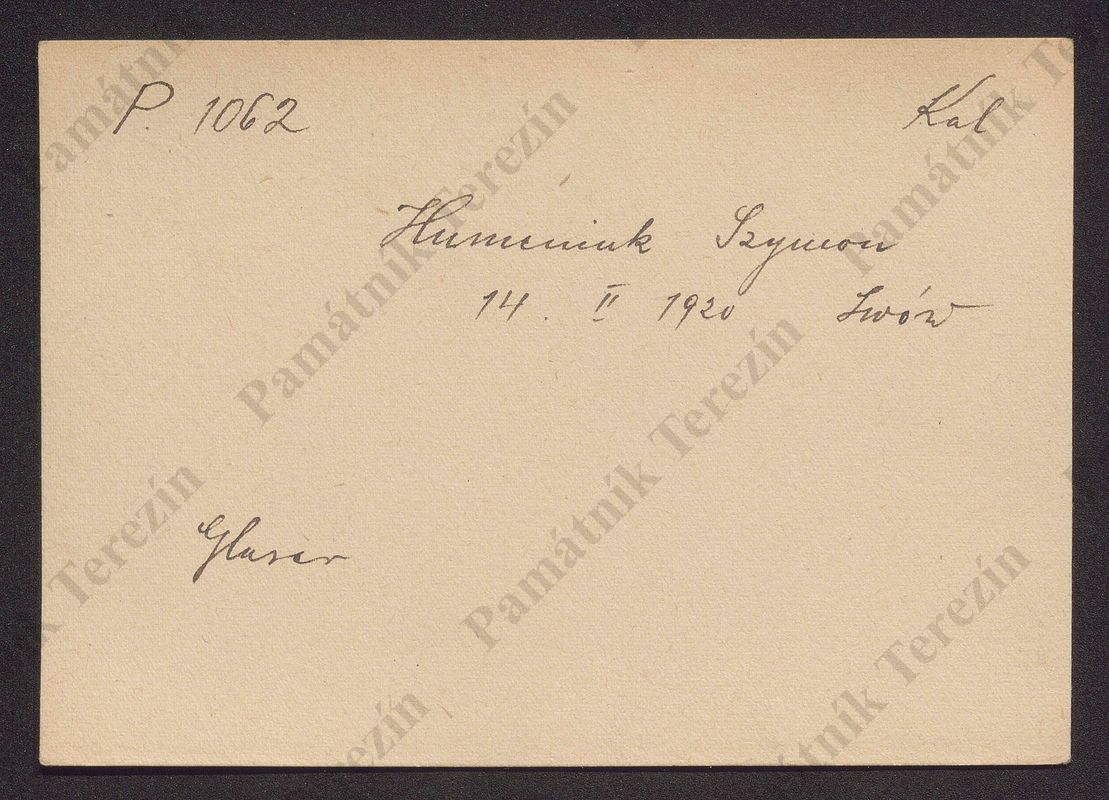 P. 1062 Kal
Humeniuk Szymon
14. II 1920 Lwów
Glaser
Památník Terezín